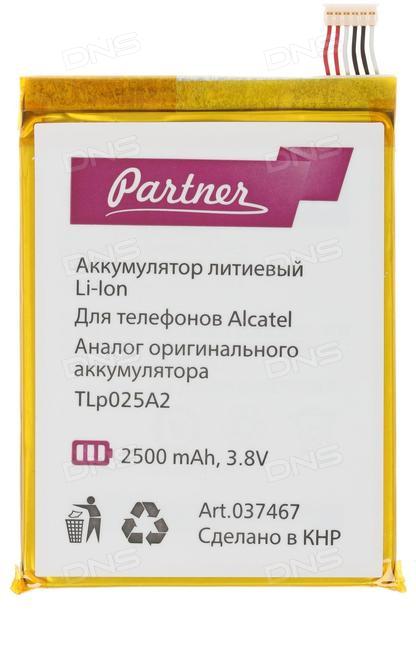 Partner
Аккумулятор литиевый
Li-Ion
Для телефонов Alcatel
Аналог оригинального
аккумулятора
TLp025A2
2500 mAh, 3.8V
Art.037467
Сделано в КНР
DNS